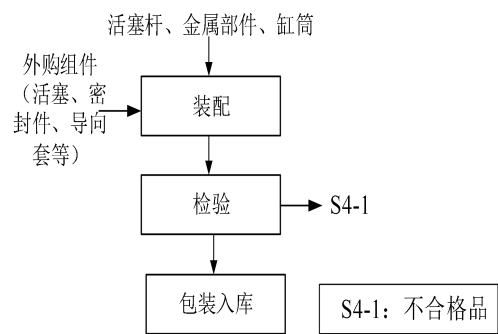 活塞杆、金属部件、缸筒
外购组件
（活塞、密
封件、导向
套等）
装配
检验
S4-1
包装入库
S4-1：不合格品